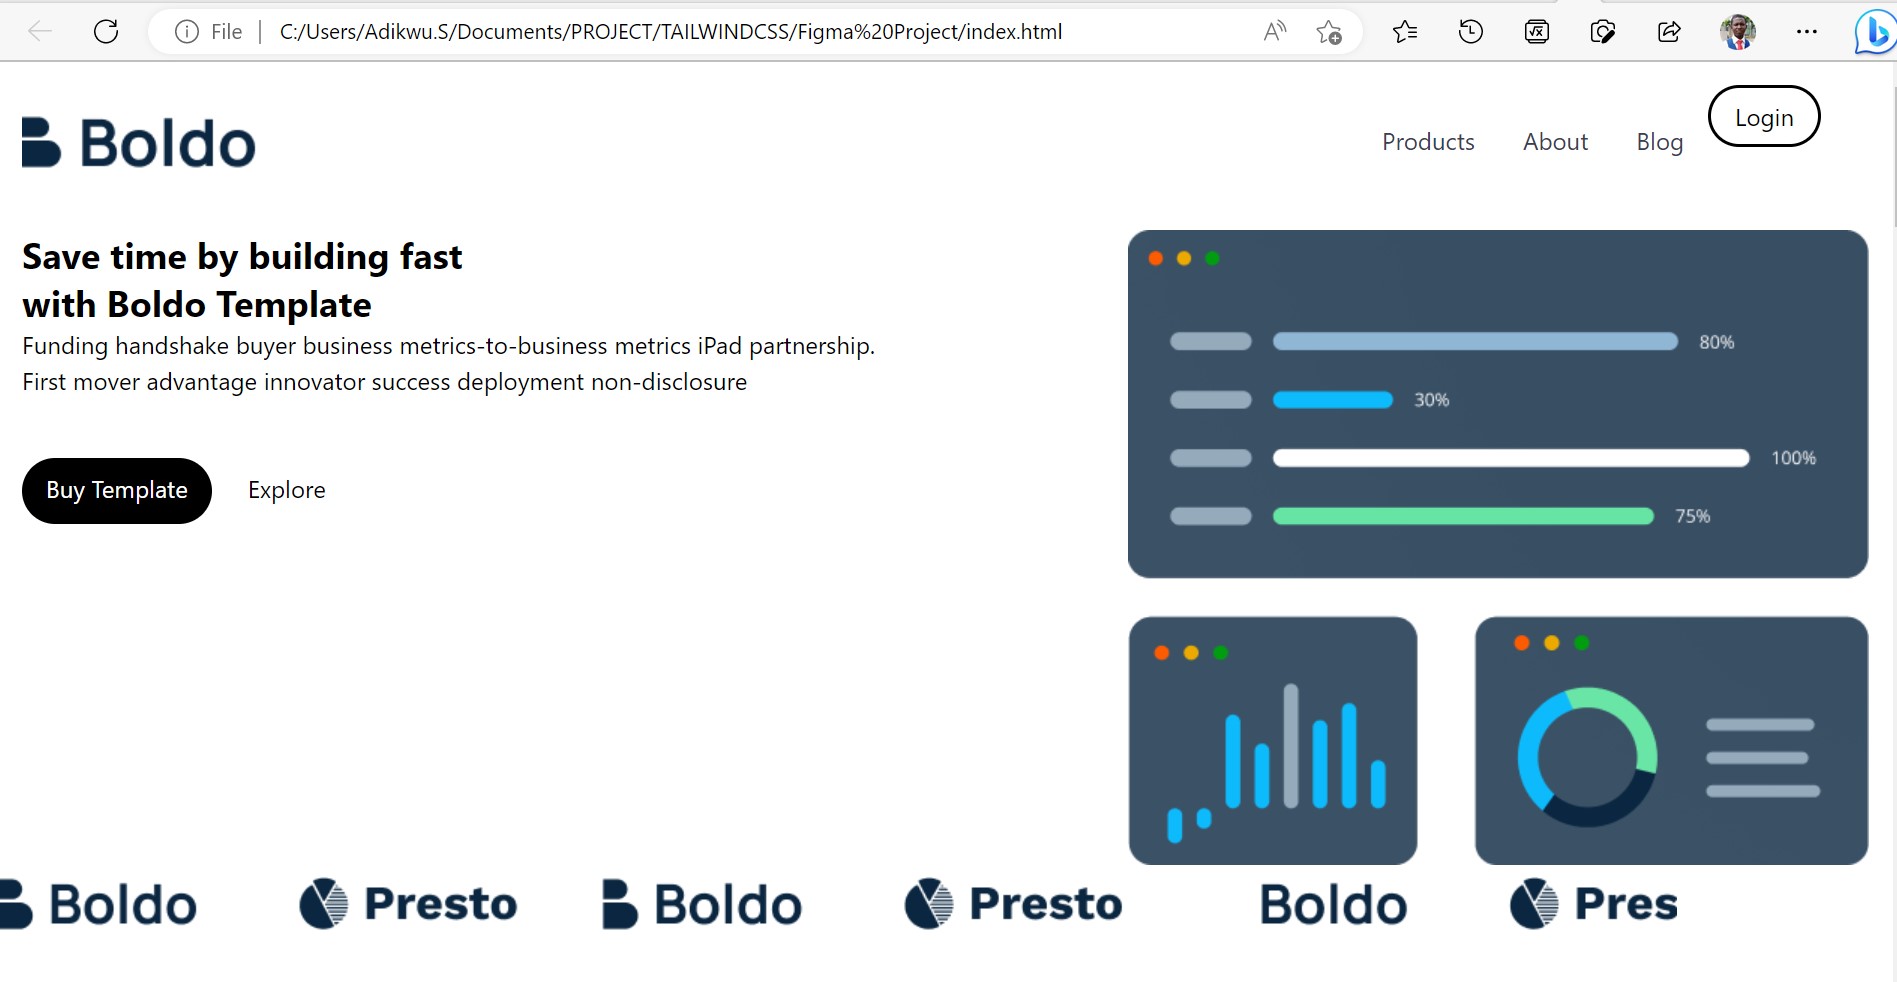 File C:/Users/Adikwu.S/Documents/PROJECT/TAILWINDCSS/Figma%20Project/index.html
Boldo
Products About Blog Login
Save time by building fast
with Boldo Template
Funding handshake buyer business metrics-to-business metrics iPad partnership.
First mover advantage innovator success deployment non-disclosure
Buy Template Explore
80%
30%
100%
75%
Boldo Presto Boldo Presto Boldo Pres